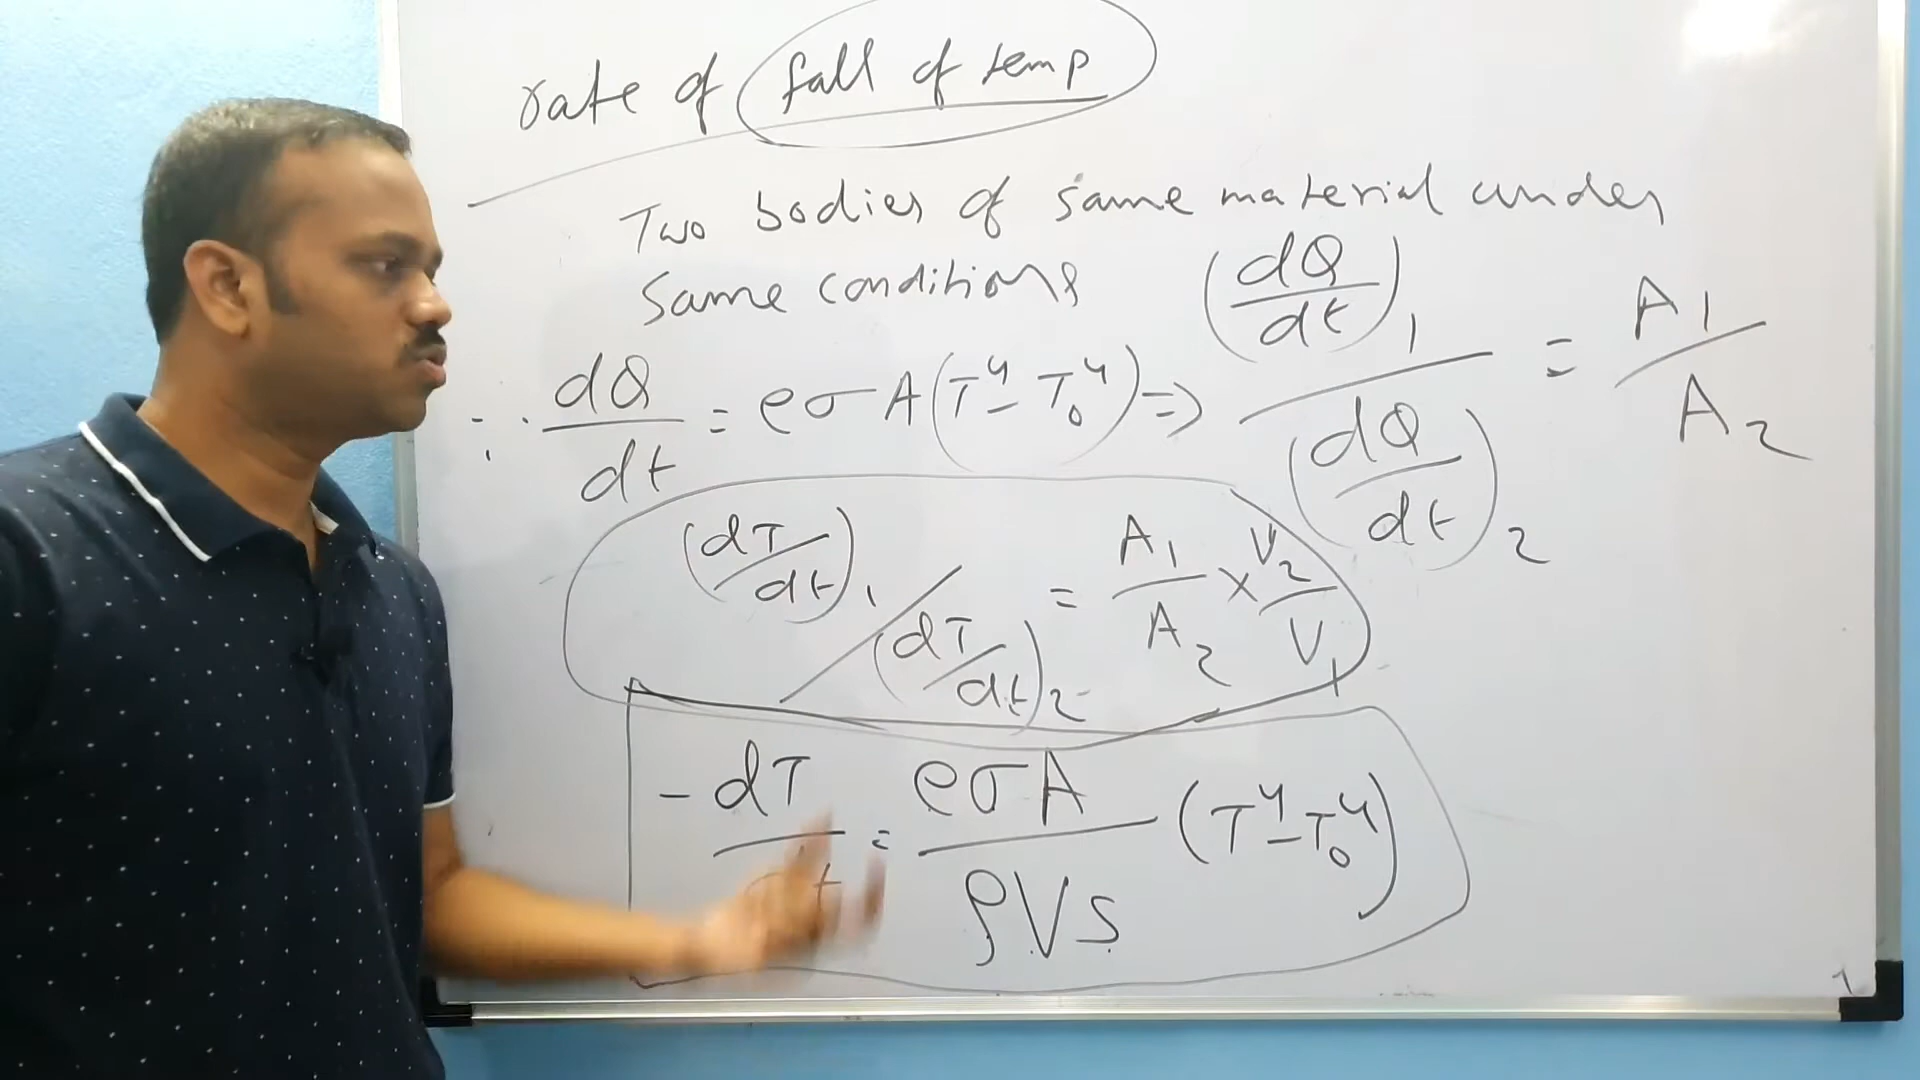 rate of fall of temp
Two bodies of same material under
same conditions
∵ dQ/dt = eσA(T⁴ - T₀⁴) ⇒ (dQ/dt)₁ / (dQ/dt)₂ = A₁/A₂
(dT/dt)₁ / (dT/dt)₂ = A₁/A₂ × V₂/V₁
-dT/dt = eσA/ρVs (T⁴ - T₀⁴)